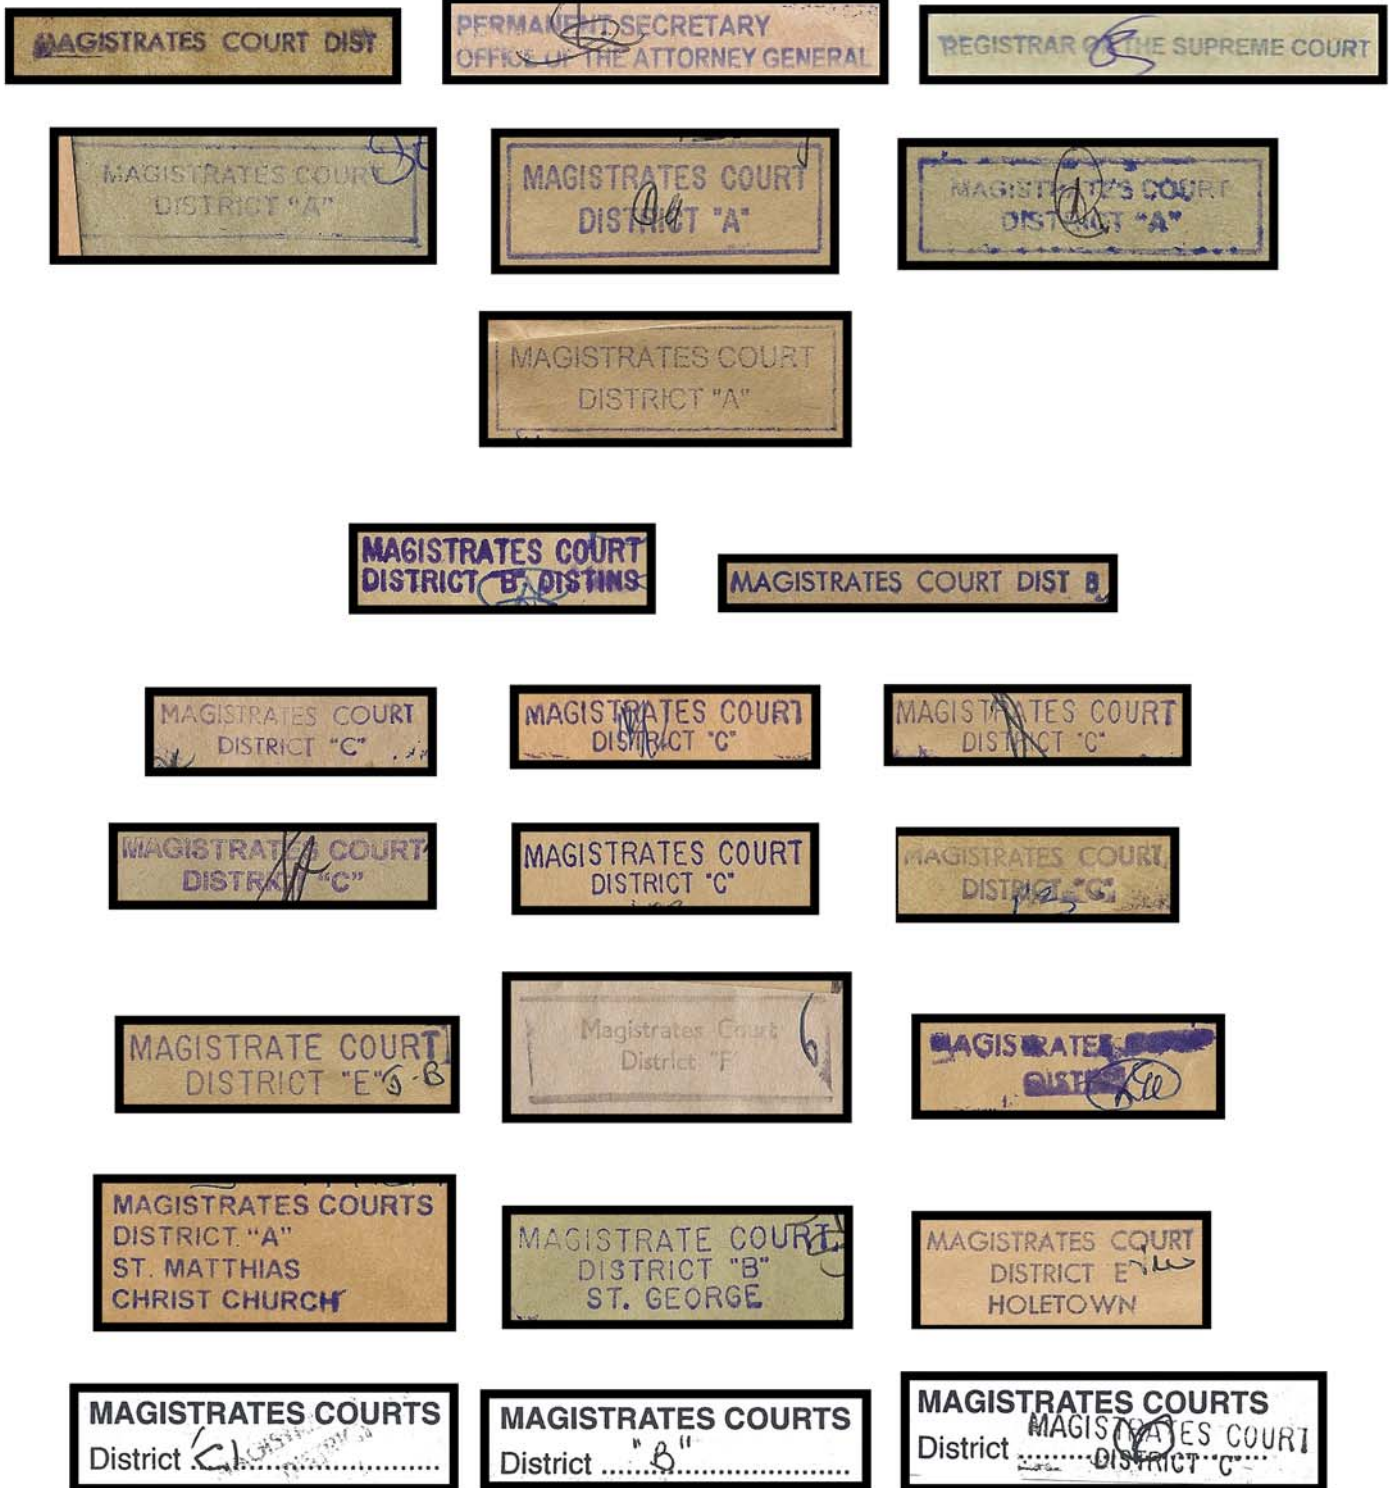 MAGISTRATES COURT DIST
PERMANENT SECRETARY
OFFICE OF THE ATTORNEY GENERAL
REGISTRAR OF THE SUPREME COURT
MAGISTRATES COURT
DISTRICT "A"
MAGISTRATES COURT
DISTRICT "A"
MAGISTRATES COURT
DISTRICT "A"
MAGISTRATES COURT
DISTRICT "A"
MAGISTRATES COURT
DISTRICT B. OISTINS
MAGISTRATES COURT DIST B
MAGISTRATES COURT
DISTRICT "C"
MAGISTRATES COURT
DISTRICT "C"
MAGISTRATES COURT
DISTRICT "C"
MAGISTRATES COURT
DISTRICT "C"
MAGISTRATES COURT
DISTRICT "C"
MAGISTRATES COURT
DISTRICT "C"
MAGISTRATE COURT
DISTRICT "E"
Magistrates Court
District "F"
MAGISTRATES
MAGISTRATES COURTS
DISTRICT "A"
ST. MATTHIAS
CHRIST CHURCH
MAGISTRATE COURT
DISTRICT "B"
ST. GEORGE
MAGISTRATES COURT
DISTRICT E
HOLETOWN
MAGISTRATES COURTS
District
MAGISTRATES COURTS
District "B"
MAGISTRATES COURTS
MAGISTRATES COURT
District
DISTRICT "C"